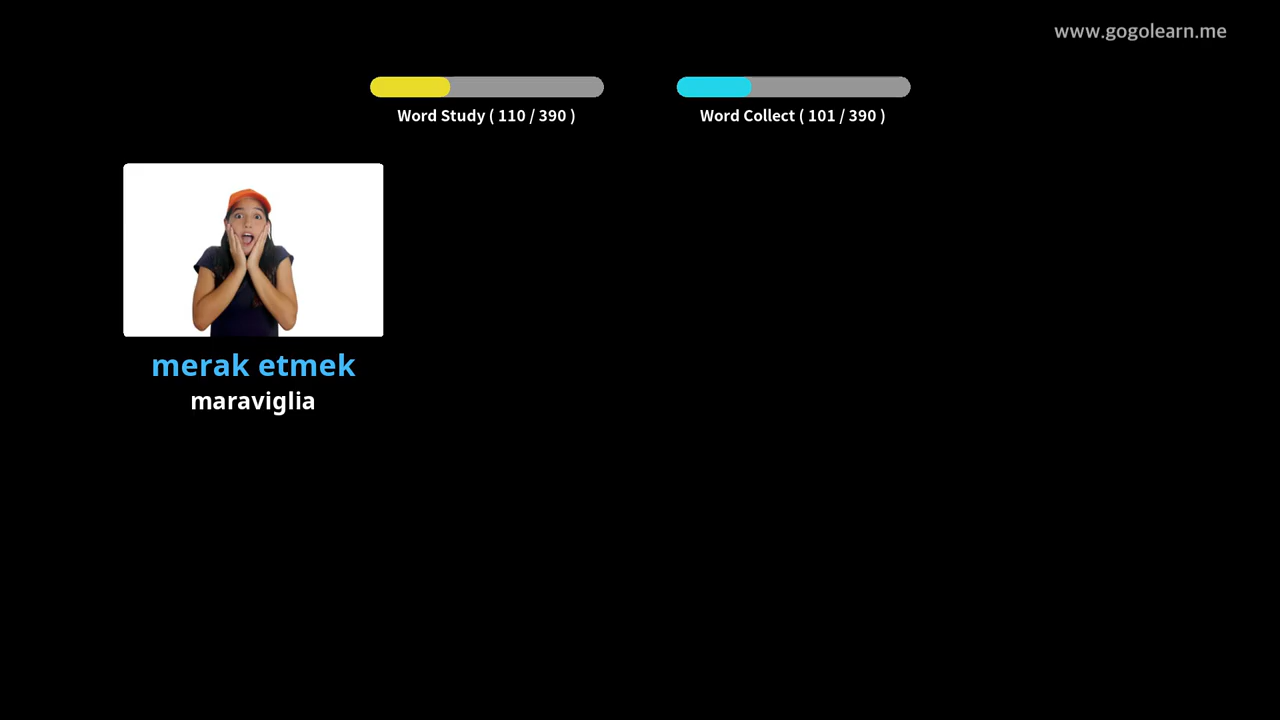 www.gogolearn.me
Word Study ( 110 / 390 )
Word Collect ( 101 / 390 )
merak etmek
maraviglia